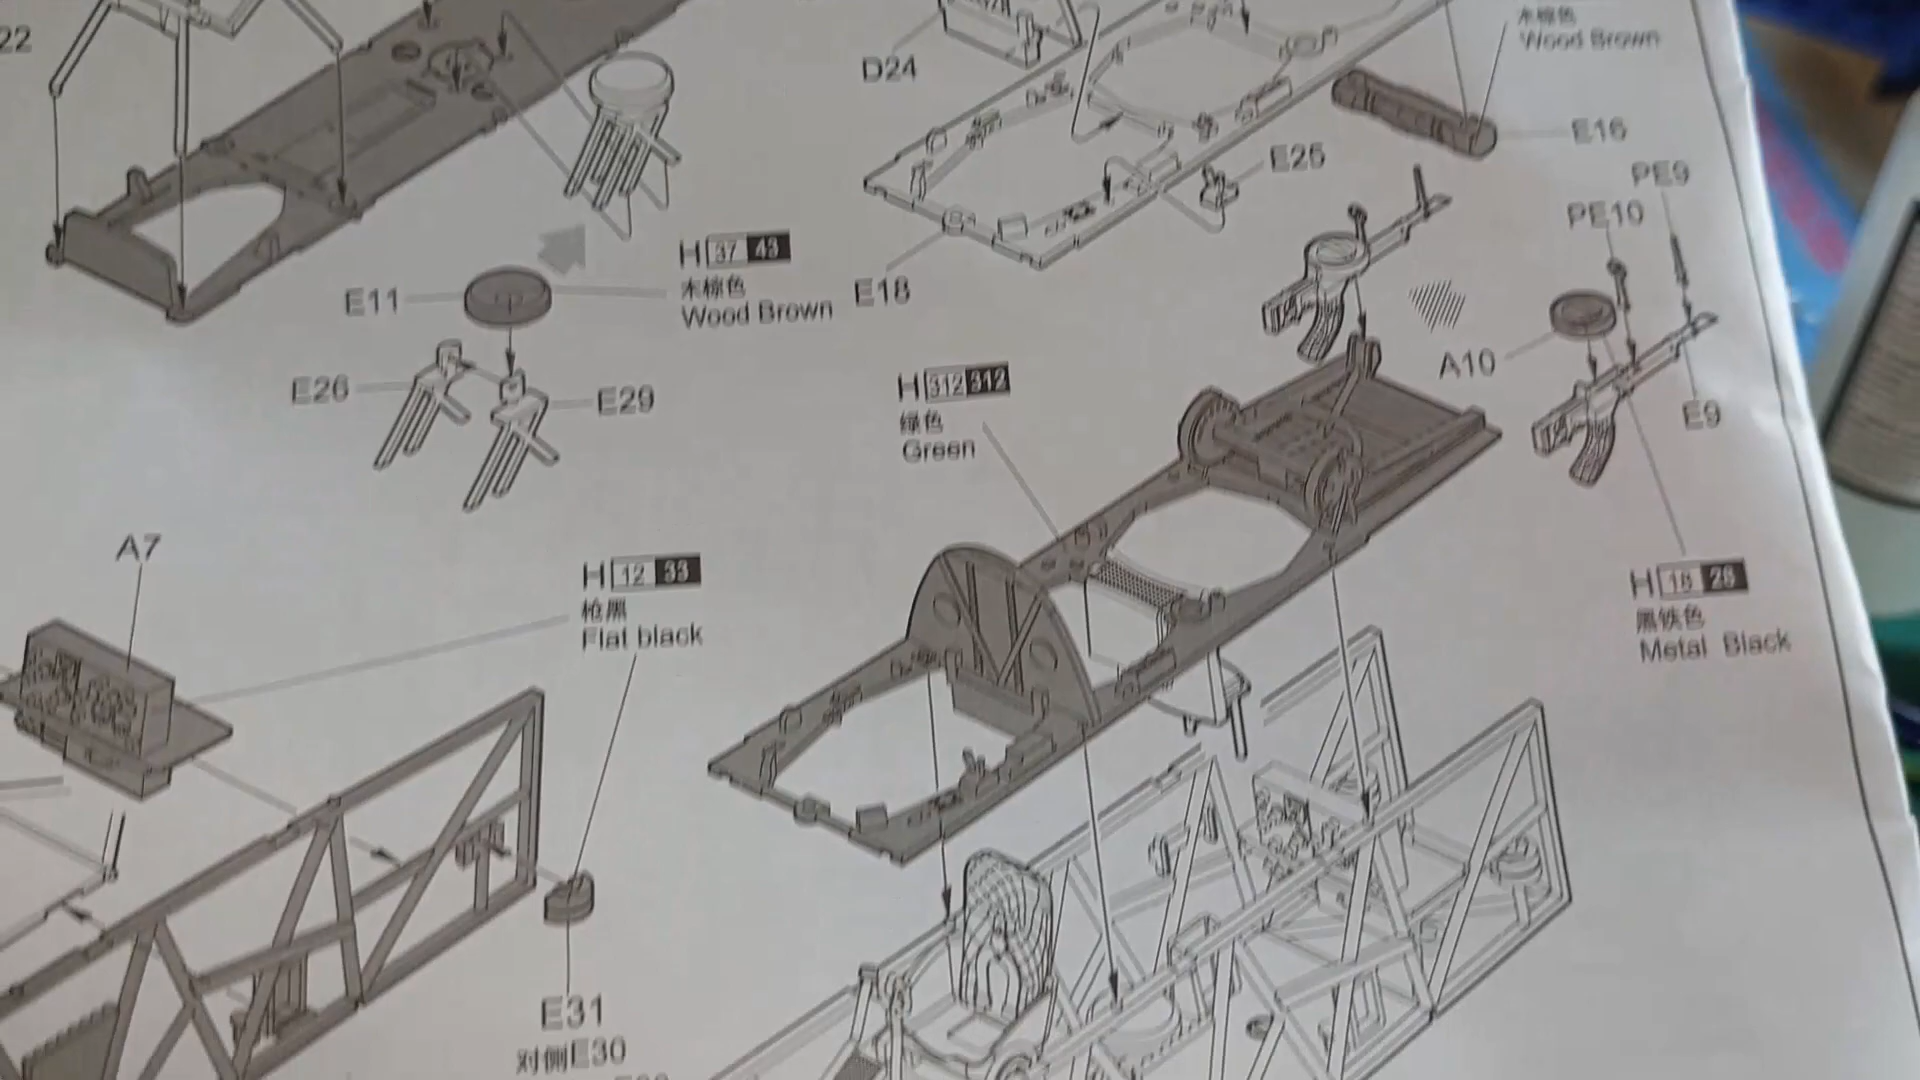 22
D24
木棕色
Wood Brown
E16
E25
PE9
PE10
H 37 43
木棕色
Wood Brown
E11
E18
E26
E29
A10
E9
H 312 312
绿色
Green
A7
H 12 33
枪黑
Flat black
H 18 28
黑铁色
Metal Black
E31
对侧E30